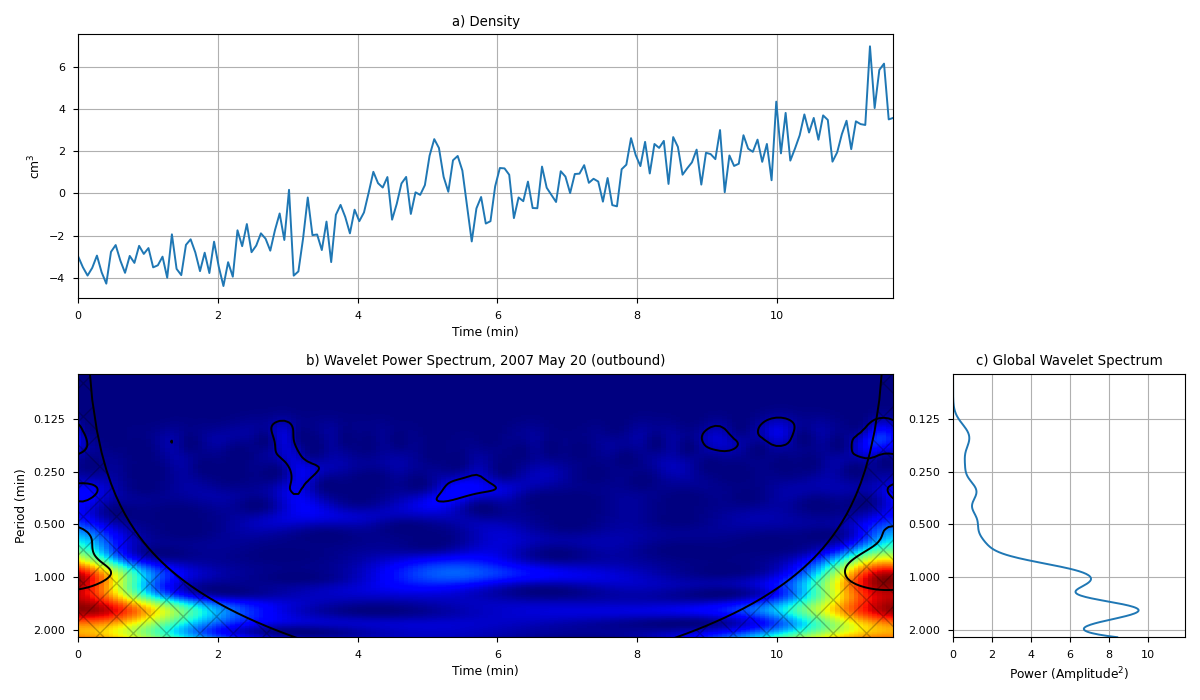 a) Density
cm³
6
4
2
0
−2
−4
0 2 4 6 8 10
Time (min)
b) Wavelet Power Spectrum, 2007 May 20 (outbound)
Period (min)
0.125
0.250
0.500
1.000
2.000
0 2 4 6 8 10
Time (min)
c) Global Wavelet Spectrum
0.125
0.250
0.500
1.000
2.000
0 2 4 6 8 10
Power (Amplitude²)